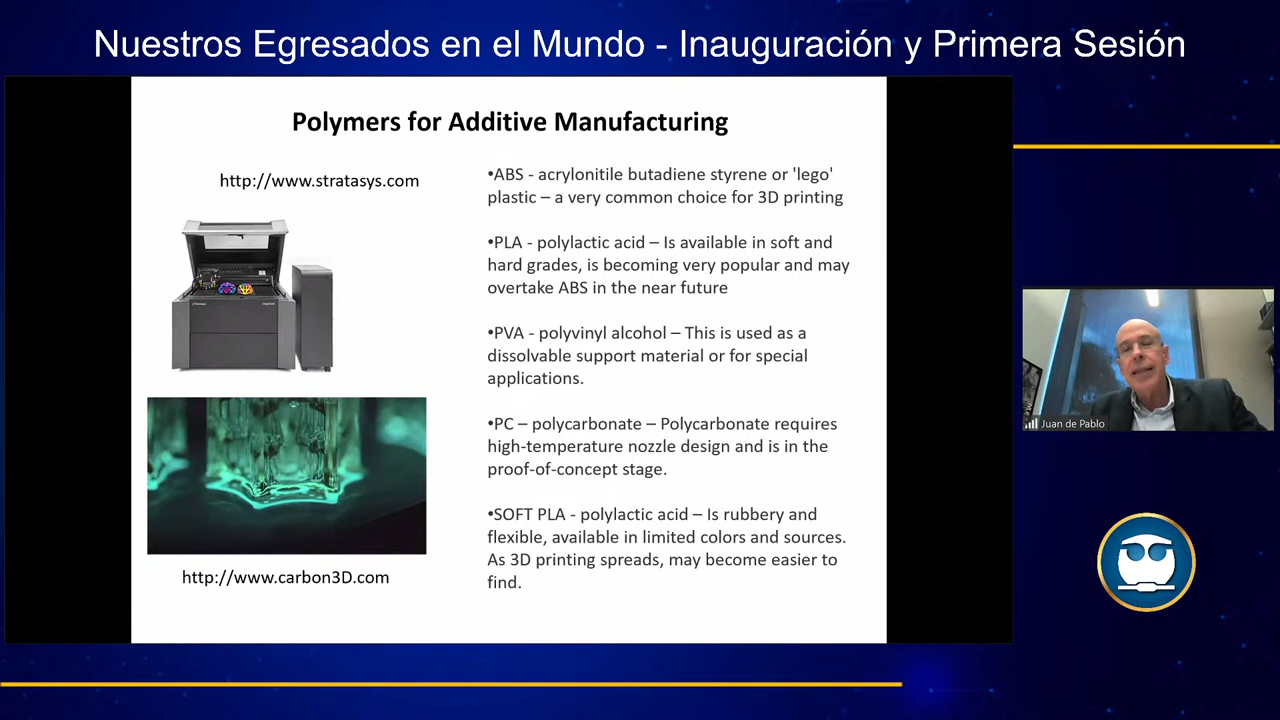 Nuestros Egresados en el Mundo - Inauguración y Primera Sesión
Polymers for Additive Manufacturing
http://www.stratasys.com
•ABS - acrylonitile butadiene styrene or 'lego'
plastic – a very common choice for 3D printing
•PLA - polylactic acid – Is available in soft and
hard grades, is becoming very popular and may
overtake ABS in the near future
•PVA - polyvinyl alcohol – This is used as a
dissolvable support material or for special
applications.
•PC – polycarbonate – Polycarbonate requires
high-temperature nozzle design and is in the
proof-of-concept stage.
•SOFT PLA - polylactic acid – Is rubbery and
flexible, available in limited colors and sources.
As 3D printing spreads, may become easier to
find.
http://www.carbon3D.com
Juan de Pablo